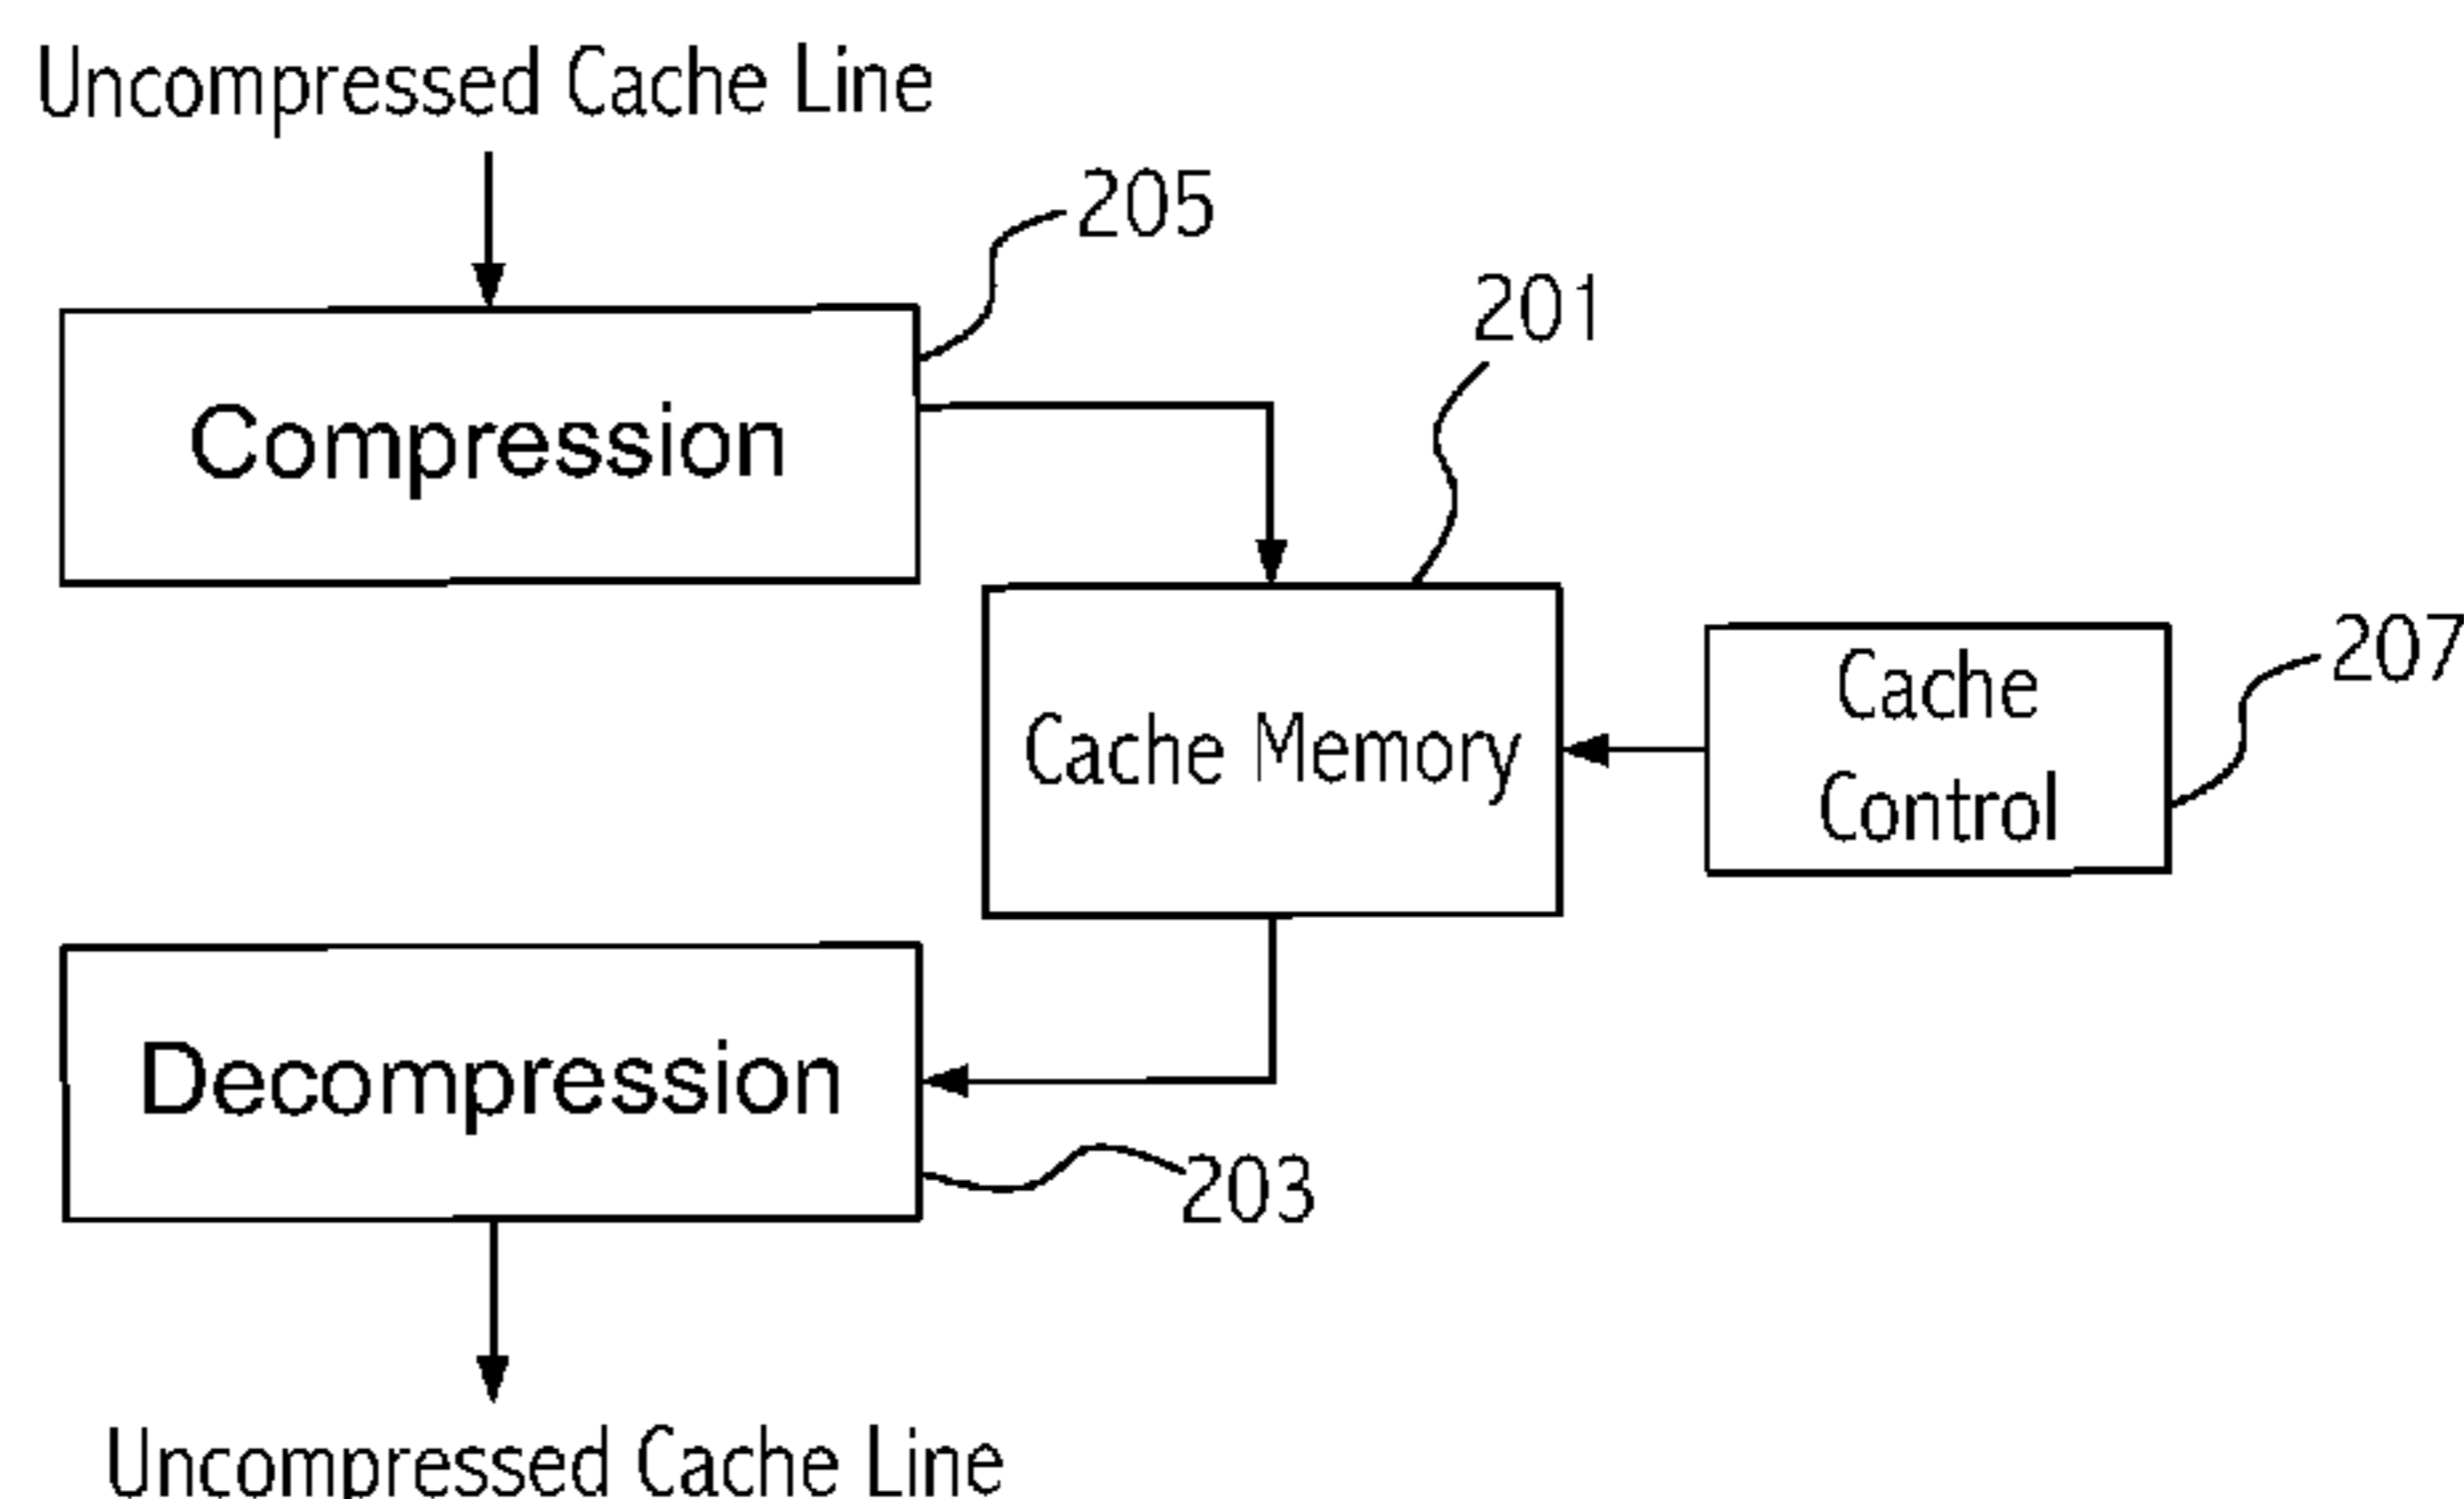 Uncompressed Cache Line
205
201
Compression
207
Cache
Control
Cache Memory
Decompression
203
Uncompressed Cache Line